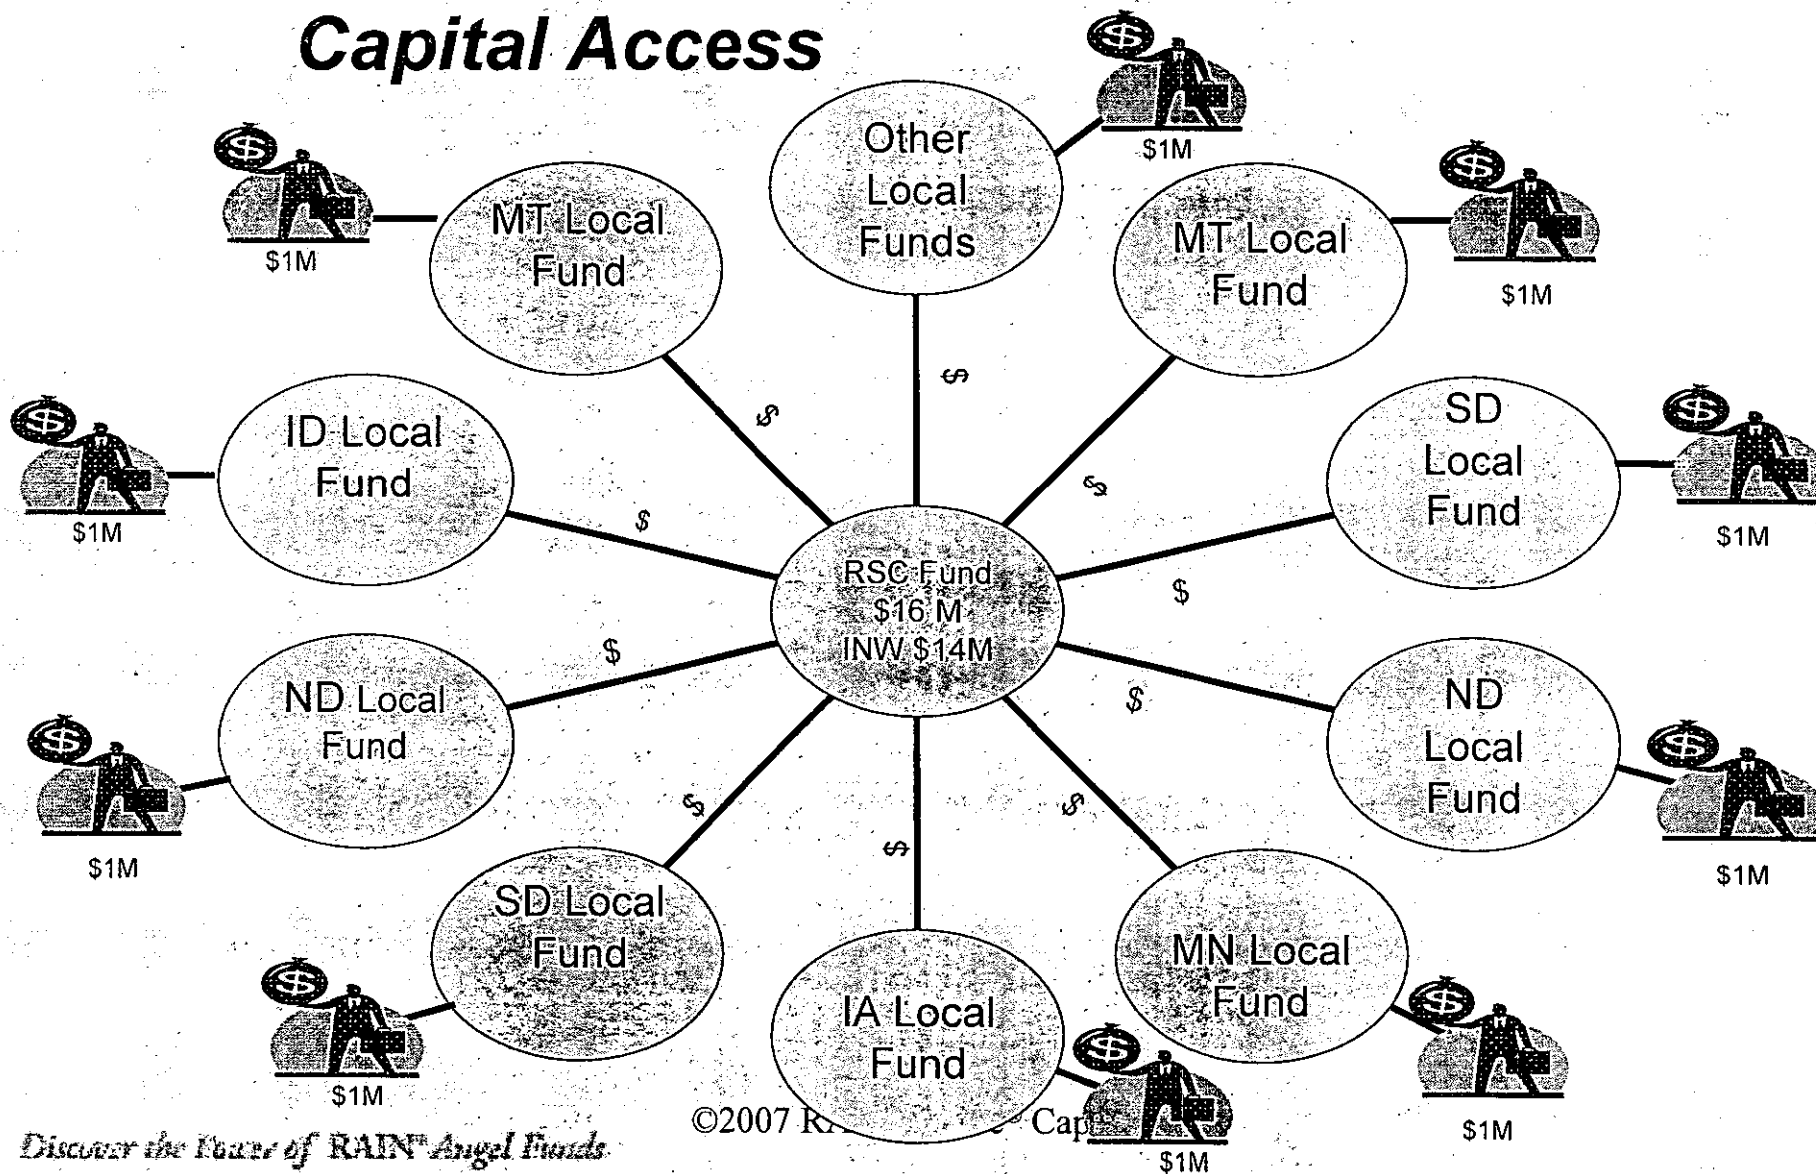 Capital Access
Other
Local
Funds
$1M
MT Local
Fund
$1M
MT Local
Fund
$1M
ID Local
Fund
$1M
SD
Local
Fund
$1M
RSC Fund
$16 M
INW $14M
ND Local
Fund
$1M
ND
Local
Fund
$1M
SD Local
Fund
$1M
IA Local
Fund
$1M
MN Local
Fund
$1M
$
$
$
$
$
$
$
$
$
$
©2007
Discover the Power of RAIN Angel Funds